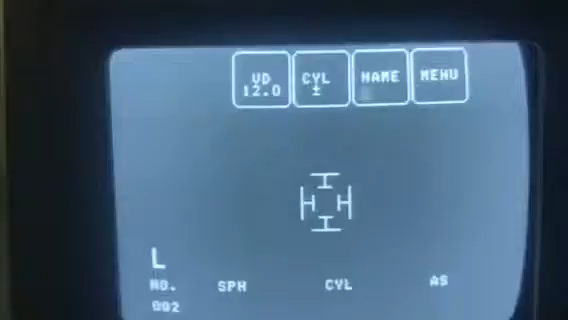 VD CYL NAME MENU
12.0 ±
L
NO. SPH CYL AS
002